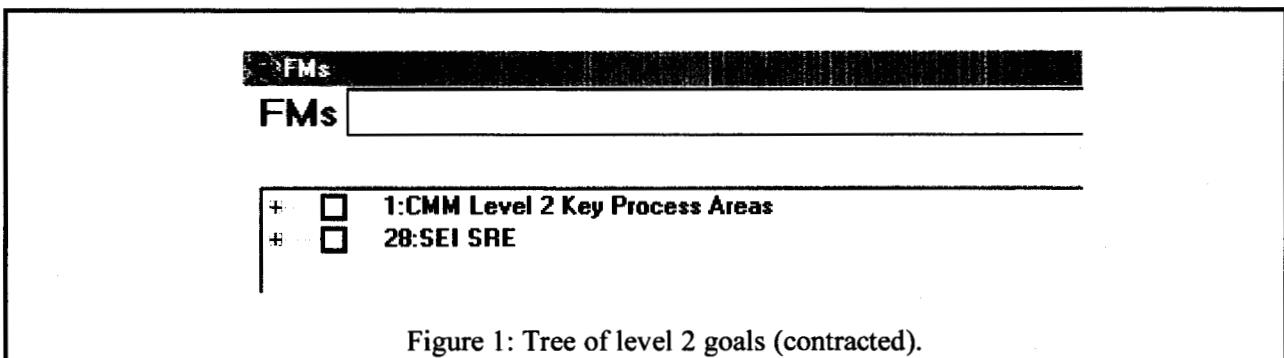 FMs
FMs
1:CMM Level 2 Key Process Areas
28:SEI SRE
Figure 1: Tree of level 2 goals (contracted).